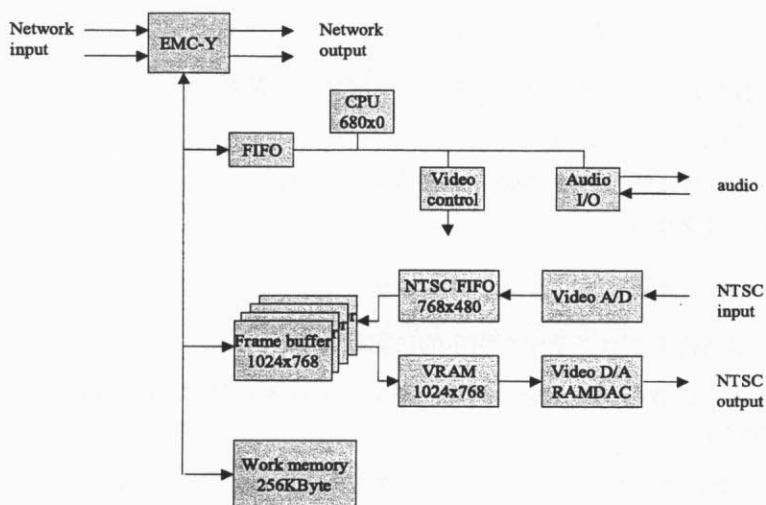 Network
input
EMC-Y
Network
output
CPU
680x0
FIFO
Video
control
Audio
I/O
audio
NTSC FIFO
768x480
Video A/D
NTSC
input
r
r
r
Frame buffer
1024x768
VRAM
1024x768
Video D/A
RAMDAC
NTSC
output
Work memory
256KByte